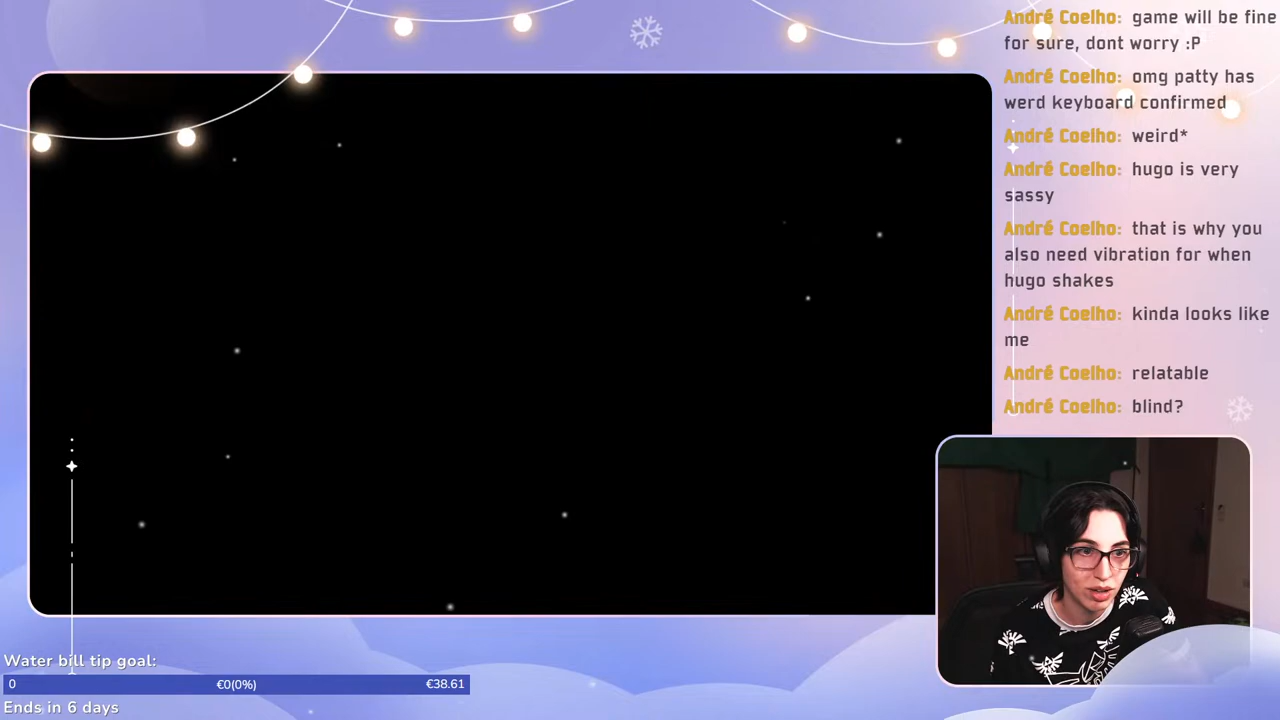 André Coelho: game will be fine
for sure, dont worry :P
André Coelho: omg patty has
werd keyboard confirmed
André Coelho: weird*
André Coelho: hugo is very
sassy
André Coelho: that is why you
also need vibration for when
hugo shakes
André Coelho: kinda looks like
me
André Coelho: relatable
André Coelho: blind?
Water bill tip goal:
0 €0(0%) €38.61
Ends in 6 days